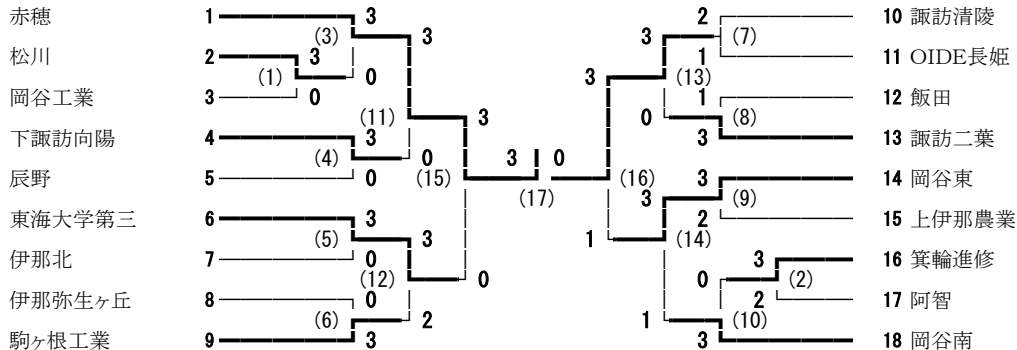 赤穂 1 3 2 10 諏訪清陵
(3) 3 3 (7)
松川 2 3 1 11 OIDE長姫
(1) 0 3 (13)
岡谷工業 3 0 1 12 飯田
(11) 3 0 (8)
下諏訪向陽 4 3 3 13 諏訪二葉
(4) 0 3 0
辰野 5 0 (15) (16) 3 14 岡谷東
(17) 3 (9)
東海大学第三 6 3 2 15 上伊那農業
(5) 3 1 (14)
伊那北 7 0 3 16 箕輪進修
(12) 0 0 (2)
伊那弥生ヶ丘 8 0 2 17 阿智
(6) 2 1 (10)
駒ヶ根工業 9 3 3 18 岡谷南